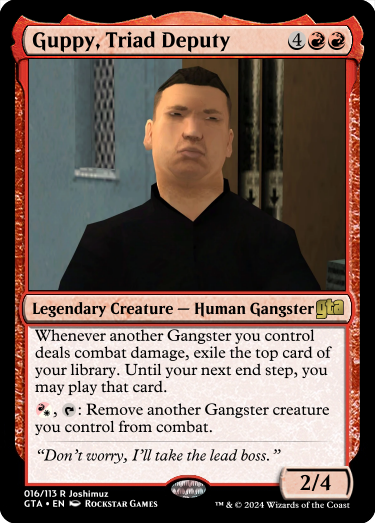 Guppy, Triad Deputy 4
Legendary Creature — Human Gangster gta
Whenever another Gangster you control
deals combat damage, exile the top card of
your library. Until your next end step, you
may play that card.
, : Remove another Gangster creature
you control from combat.
“Don’t worry, I’ll take the lead boss.”
2/4
016/113 R Joshimuz
GTA • EN Rockstar Games
™ & © 2024 Wizards of the Coast